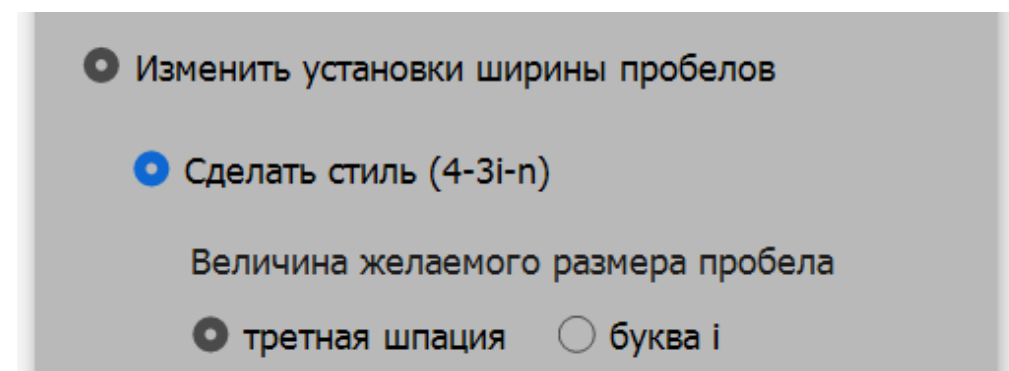 Изменить установки ширины пробелов
Сделать стиль (4-3i-n)
Величина желаемого размера пробела
третная шпация буква i